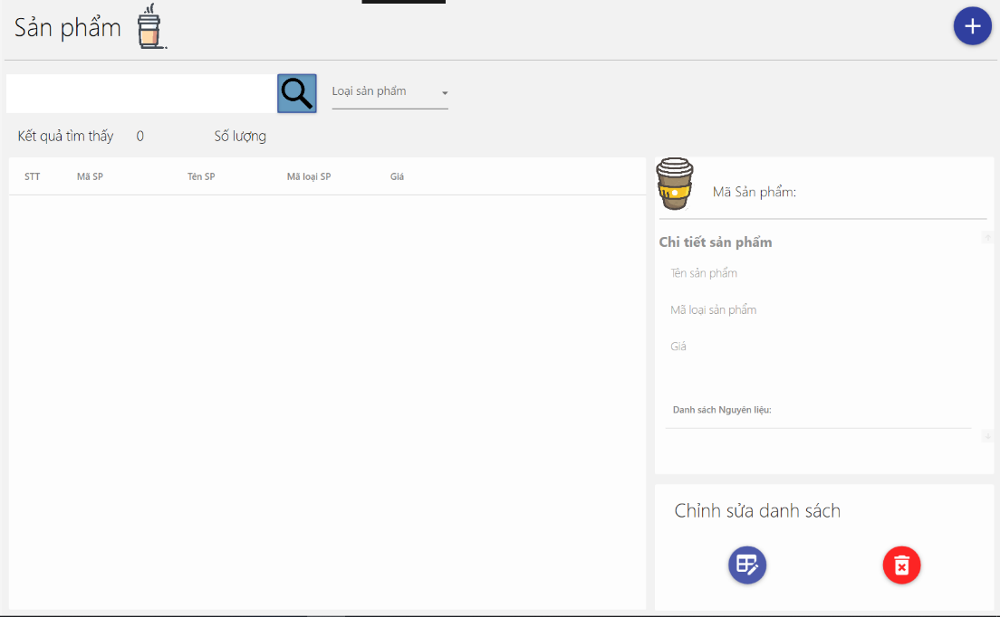 Sản phẩm
Loại sản phẩm
Kết quả tìm thấy 0 Số lượng
STT Mã SP Tên SP Mã loại SP Giá
Mã Sản phẩm:
Chi tiết sản phẩm
Tên sản phẩm
Mã loại sản phẩm
Giá
Danh sách Nguyên liệu:
Chỉnh sửa danh sách